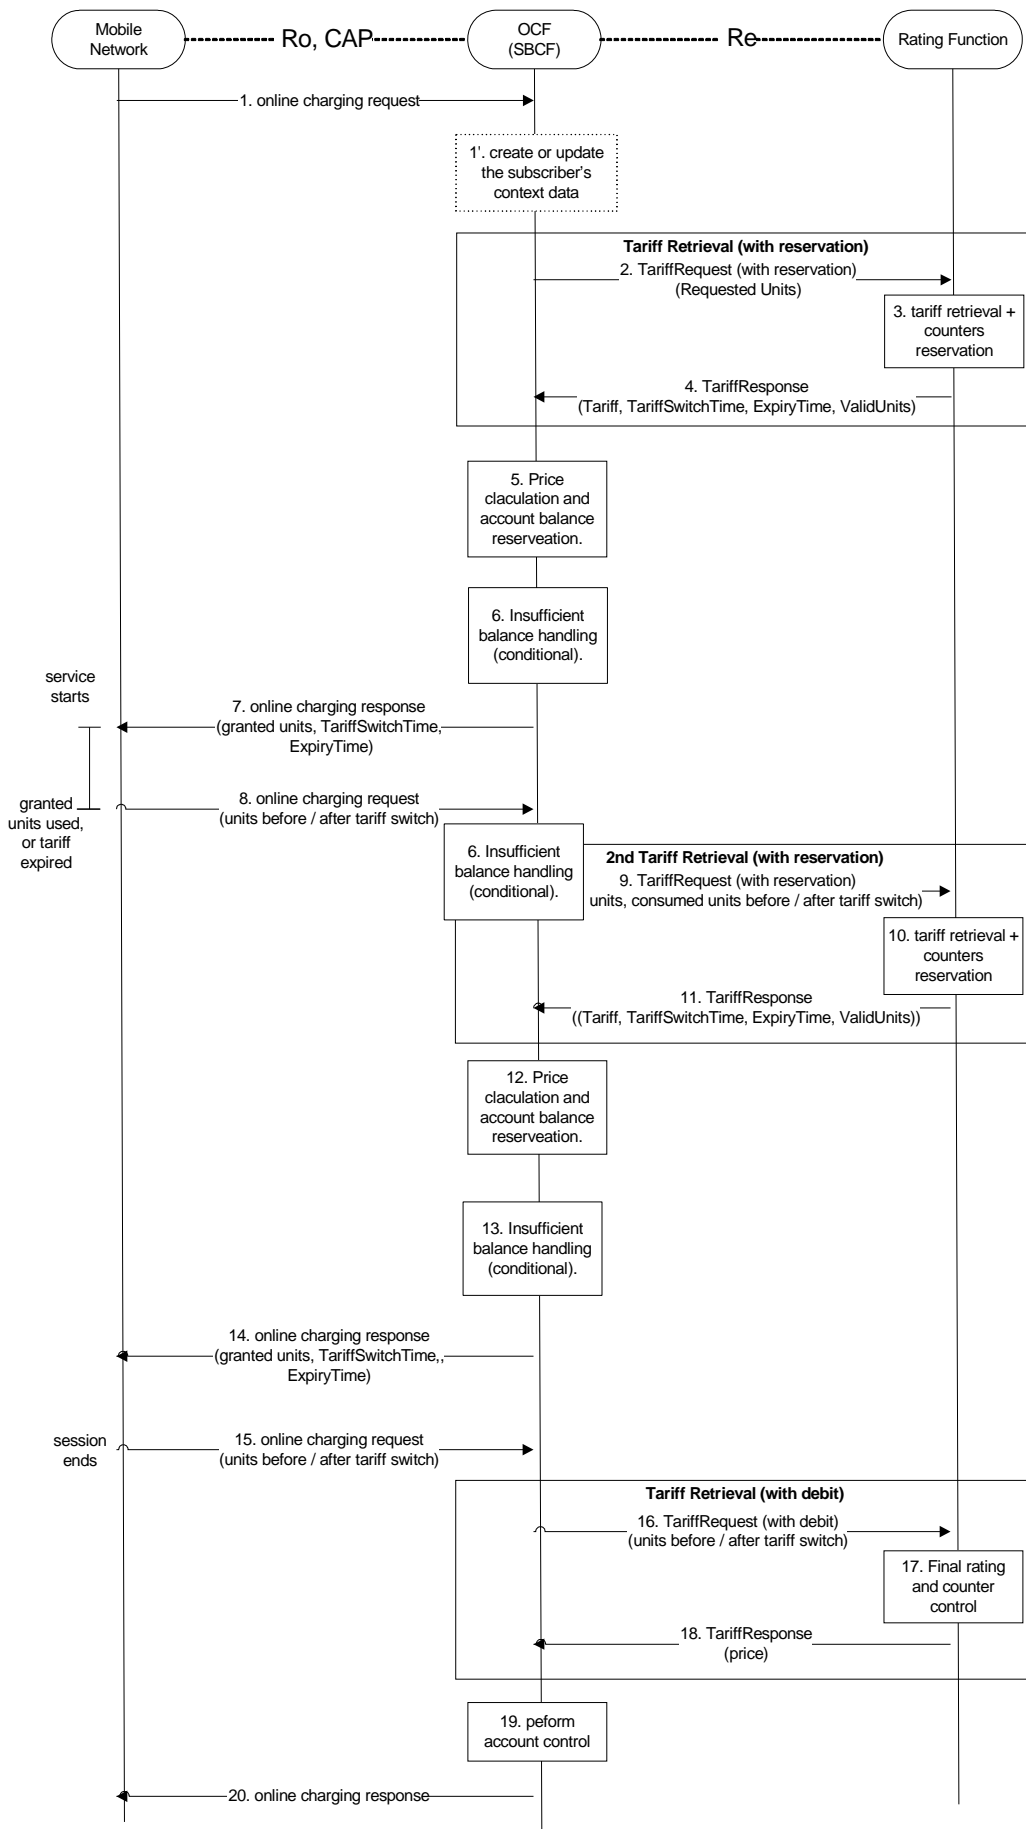 Mobile
Network
Ro, CAP
OCF
(SBCF)
Re
Rating Function
1. online charging request
1'. create or update
the subscriber's
context data
Tariff Retrieval (with reservation)
2. TariffRequest (with reservation)
(Requested Units)
3. tariff retrieval +
counters
reservation
4. TariffResponse
(Tariff, TariffSwitchTime, ExpiryTime, ValidUnits)
5. Price
claculation and
account balance
reserveation.
6. Insufficient
balance handling
(conditional).
service
starts
7. online charging response
(granted units, TariffSwitchTime,
ExpiryTime)
granted
units used,
or tariff
expired
8. online charging request
(units before / after tariff switch)
6. Insufficient
balance handling
(conditional).
2nd Tariff Retrieval (with reservation)
9. TariffRequest (with reservation)
units, consumed units before / after tariff switch)
10. tariff retrieval +
counters
reservation
11. TariffResponse
((Tariff, TariffSwitchTime, ExpiryTime, ValidUnits))
12. Price
claculation and
account balance
reserveation.
13. Insufficient
balance handling
(conditional).
14. online charging response
(granted units, TariffSwitchTime,,
ExpiryTime)
session
ends
15. online charging request
(units before / after tariff switch)
Tariff Retrieval (with debit)
16. TariffRequest (with debit)
(units before / after tariff switch)
17. Final rating
and counter
control
18. TariffResponse
(price)
19. peform
account control
20. online charging response